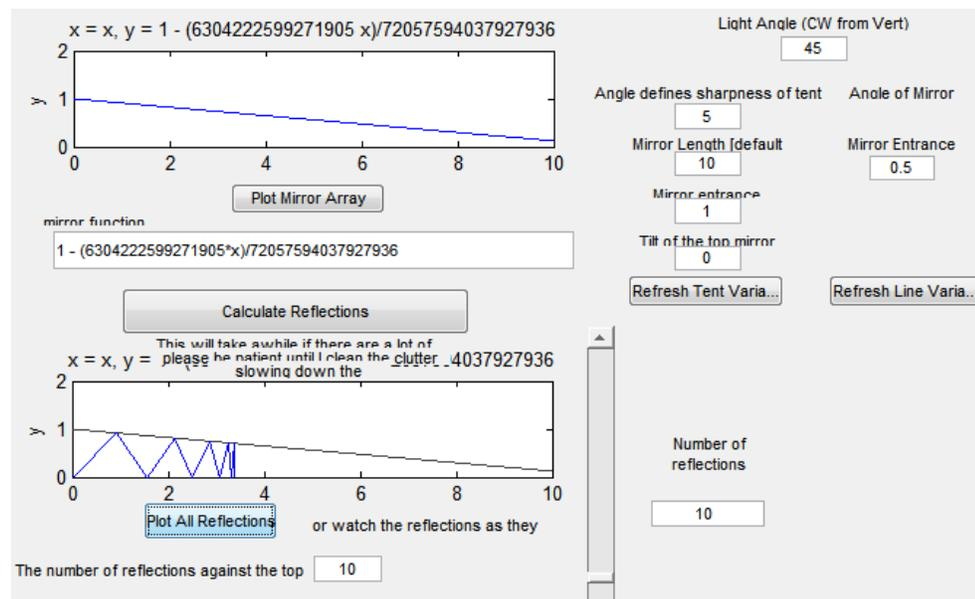 x = x, y = 1 - (6304222599271905 x)/72057594037927936
2
1
0
y
0 2 4 6 8 10
Plot Mirror Array
mirror function
1 - (6304222599271905*x)/72057594037927936
Calculate Reflections
This will take awhile if there are a lot of
please be patient until I clean the clutter
slowing down the
x = x, y = 4037927936
2
1
0
y
0 2 4 6 8 10
Plot All Reflections
or watch the reflections as they
The number of reflections against the top
10
Light Angle (CW from Vert)
45
Angle defines sharpness of tent
5
Mirror Length [default
10
Mirror entrance
1
Tilt of the top mirror
0
Refresh Tent Varia...
Angle of Mirror
Mirror Entrance
0.5
Refresh Line Varia...
Number of
reflections
10